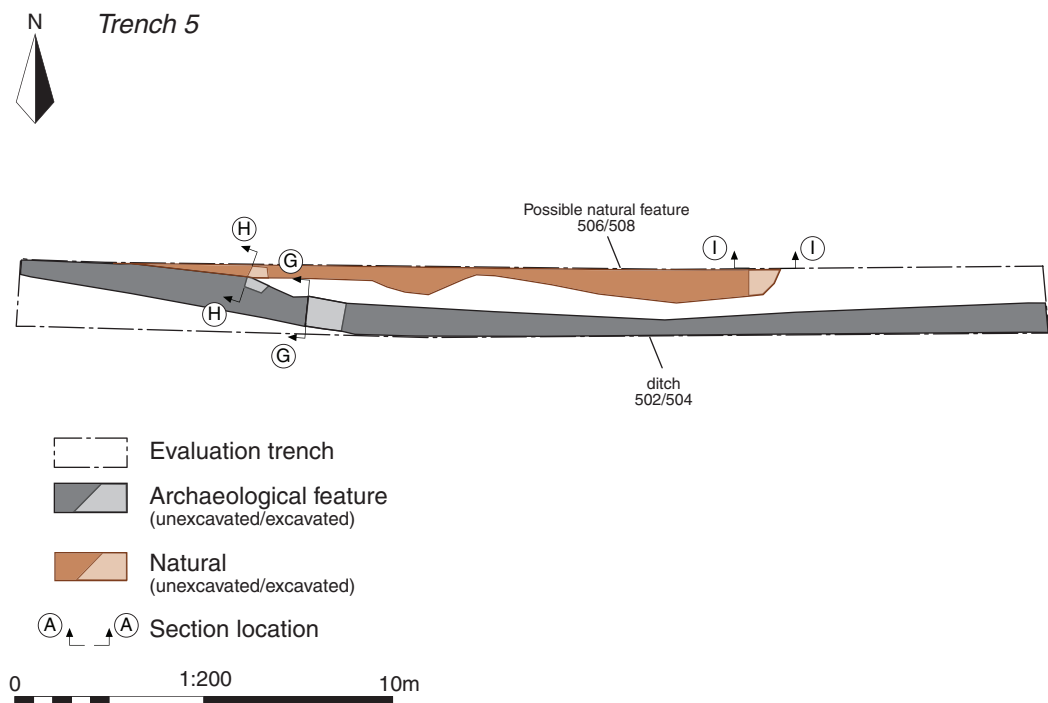 N
Trench 5
Possible natural feature
506/508
H
G
I
I
H
G
ditch
502/504
Evaluation trench
Archaeological feature
(unexcavated/excavated)
Natural
(unexcavated/excavated)
A
A
Section location
0
1:200
10m